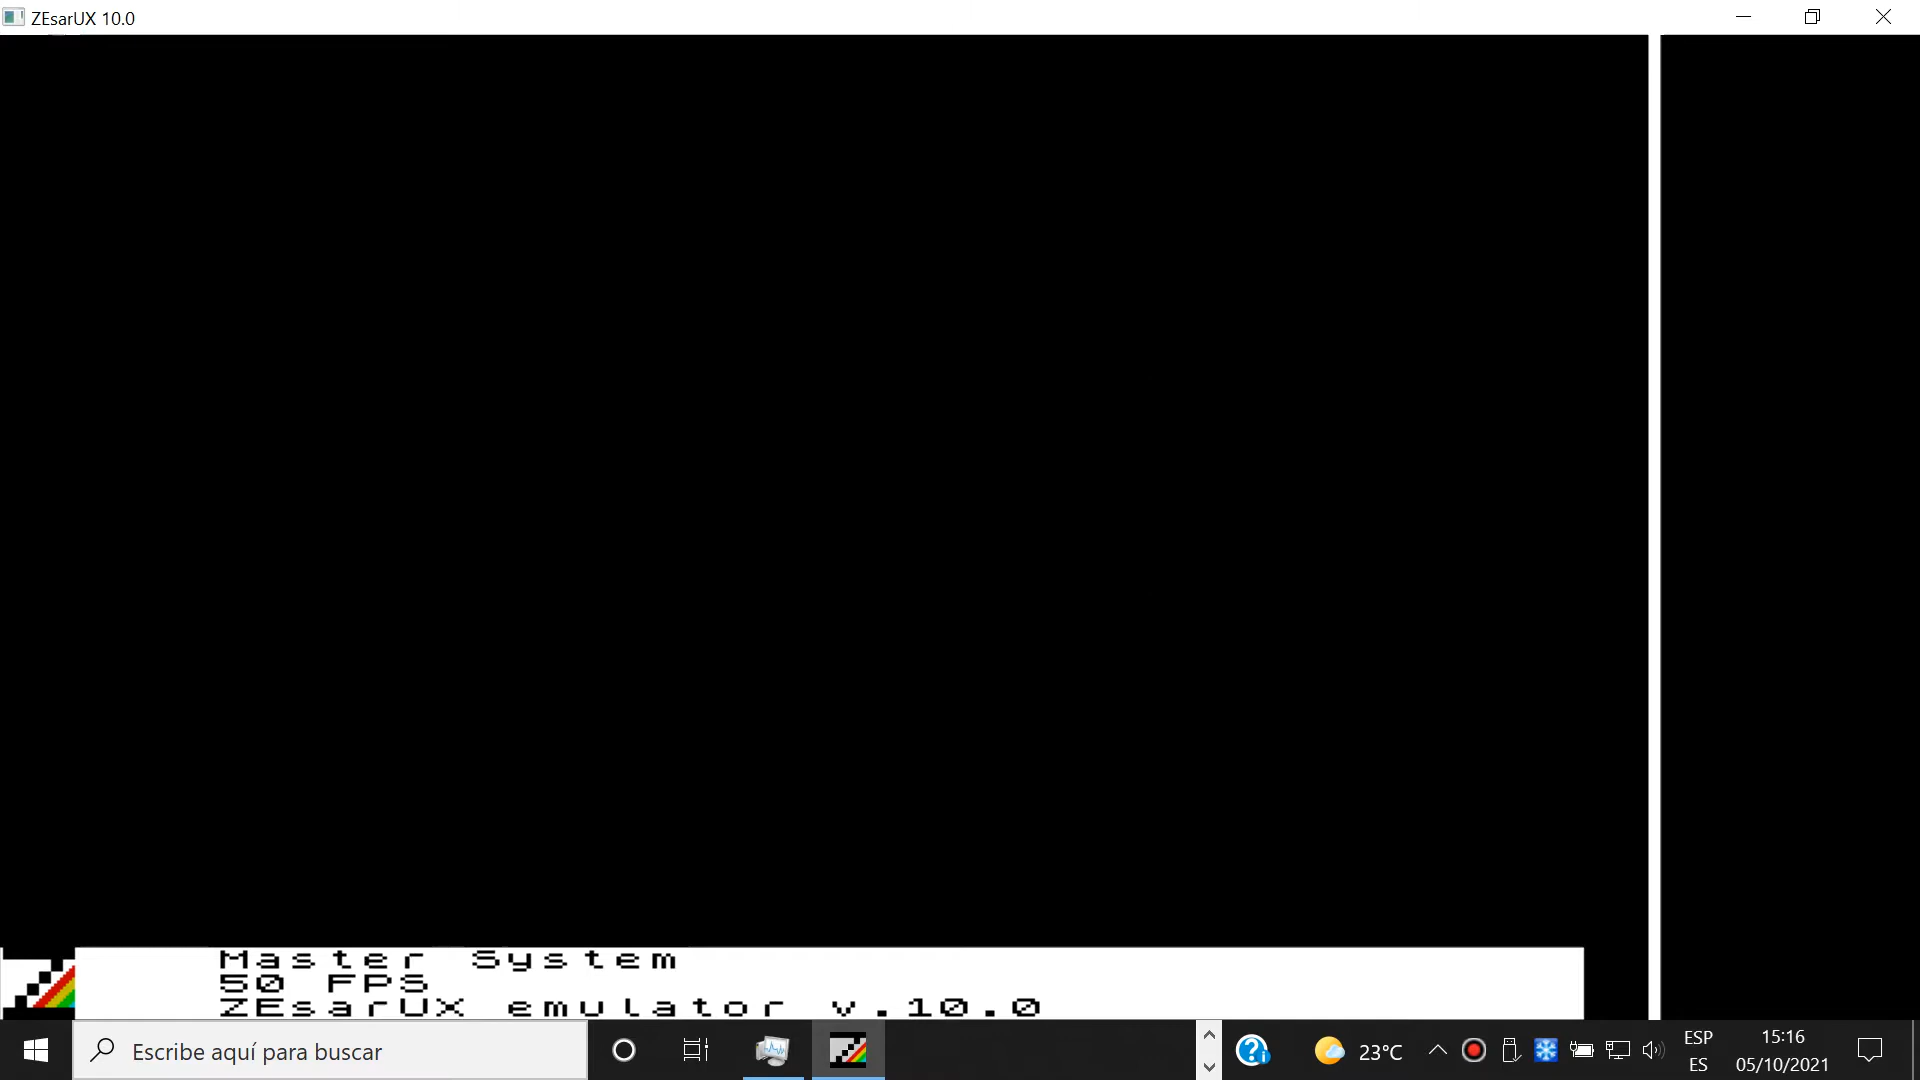 ZEsarUX 10.0
Master System
50 FPS
ZEsarUX emulator v.10.0
Escribe aquí para buscar
23°C
ESP
ES
15:16
05/10/2021